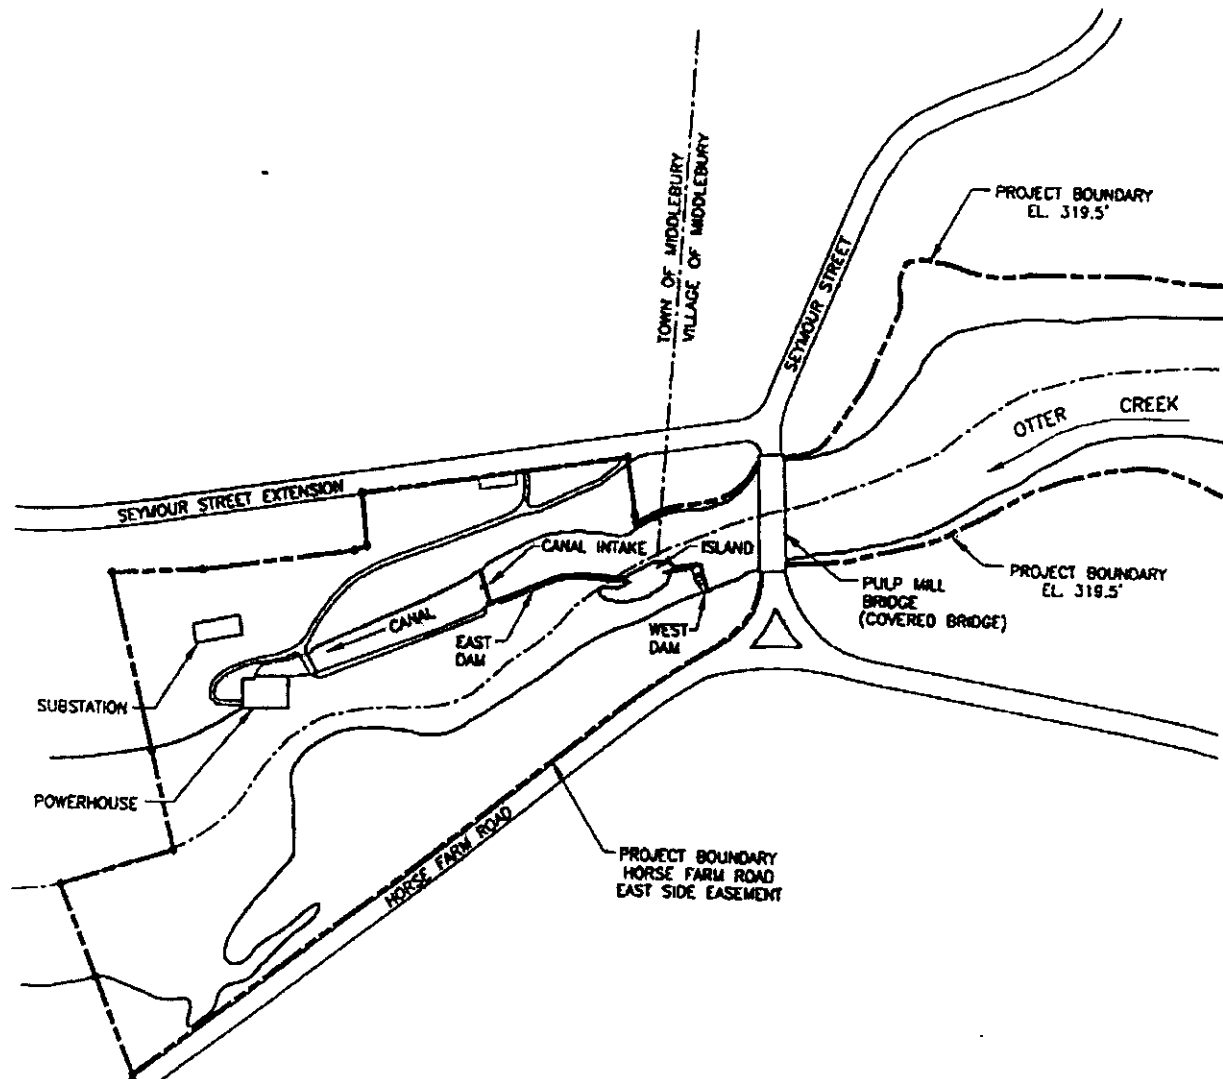 TOWN OF MIDDLEBURY
VILLAGE OF MIDDLEBURY
PROJECT BOUNDARY
EL. 319.5'
SEYMOUR STREET
OTTER CREEK
SEYMOUR STREET EXTENSION
CANAL INTAKE
ISLAND
PROJECT BOUNDARY
EL. 319.5'
PULP MILL
BRIDGE
(COVERED BRIDGE)
CANAL
EAST
DAM
WEST
DAM
SUBSTATION
POWERHOUSE
HORSE FARM ROAD
PROJECT BOUNDARY
HORSE FARM ROAD
EAST SIDE EASEMENT